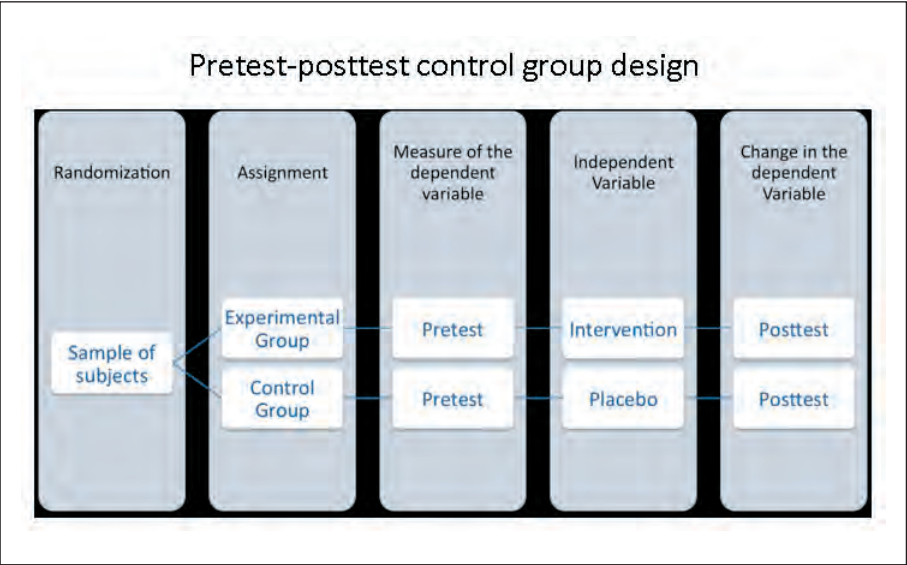 Pretest-posttest control group design
Randomization
Assignment
Measure of the
dependent
variable
Independent
Variable
Change in the
dependent
Variable
Sample of
subjects
Experimental
Group
Pretest
Intervention
Posttest
Control
Group
Pretest
Placebo
Posttest